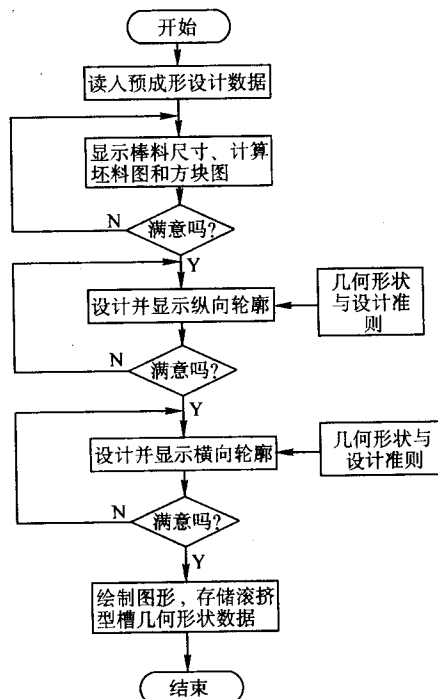 开始
读人预成形设计数据
显示棒料尺寸、计算
坯料图和方块图
N
满意吗?
Y
设计并显示纵向轮廓
几何形状
与设计准
则
N
满意吗?
Y
设计并显示横向轮廓
几何形状与
设计准则
N
满意吗?
Y
绘制图形，存储滚挤
型槽几何形状数据
结束